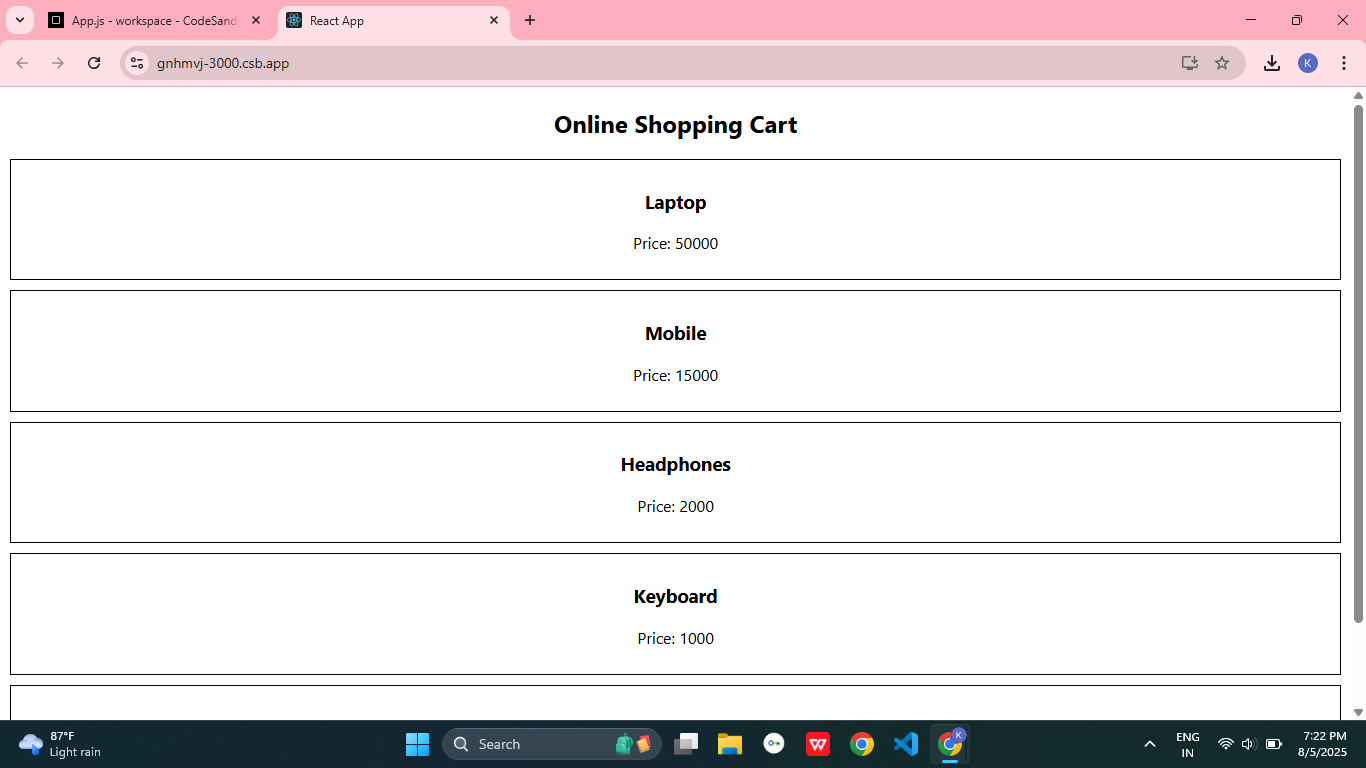 App.js - workspace - CodeSand
React App
gnhmvj-3000.csb.app
K
Online Shopping Cart
Laptop
Price: 50000
Mobile
Price: 15000
Headphones
Price: 2000
Keyboard
Price: 1000
87°F
Light rain
Search
K
ENG
IN
7:22 PM
8/5/2025